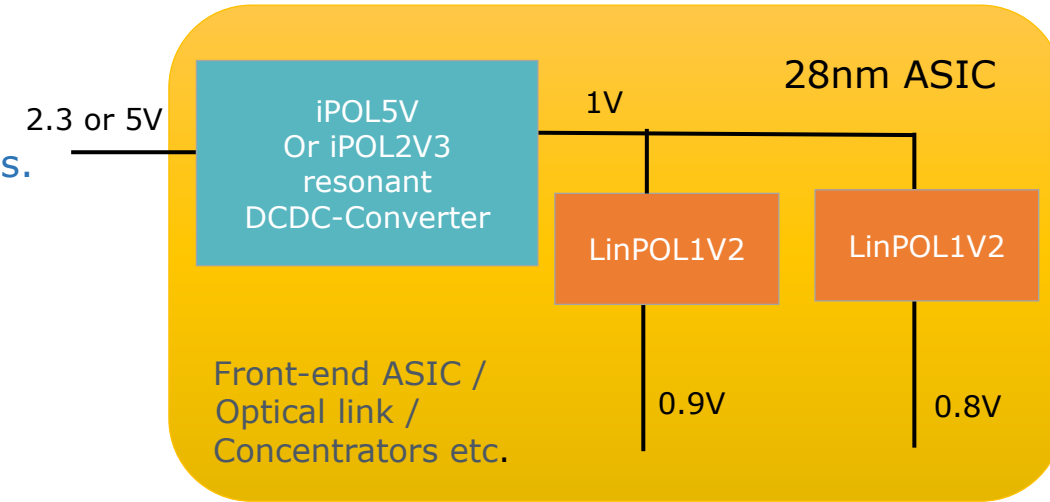 28nm ASIC
2.3 or 5V
s.
iPOL5V
Or iPOL2V3
resonant
DCDC-Converter
1V
LinPOL1V2
LinPOL1V2
Front-end ASIC /
Optical link /
Concentrators etc.
0.9V
0.8V